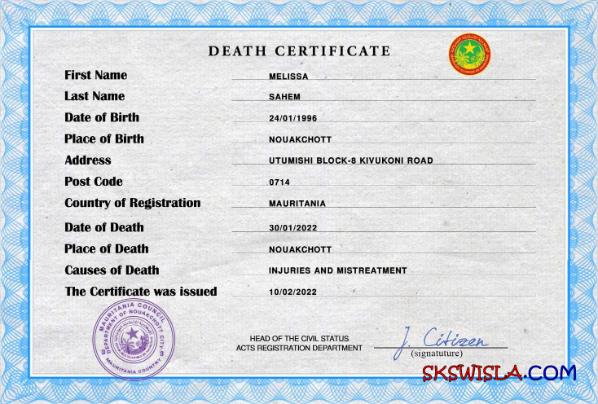 DEATH CERTIFICATE
First Name MELISSA
Last Name SAHEM
Date of Birth 24/01/1996
Place of Birth NOUAKCHOTT
Address UTUMISHI BLOCK-8 KIVUKONI ROAD
Post Code 0714
Country of Registration MAURITANIA
Date of Death 30/01/2022
Place of Death NOUAKCHOTT
Causes of Death INJURIES AND MISTREATMENT
The Certificate was issued 10/02/2022
MAURITANIA COUNCIL
DEPARTMENT OF NOUAKCHOTT CITY
MAURITANIA COUNTRY
HEAD OF THE CIVIL STATUS
ACTS REGISTRATION DEPARTMENT
J. Citizen
(signatuture)
SKSWISLA.COM